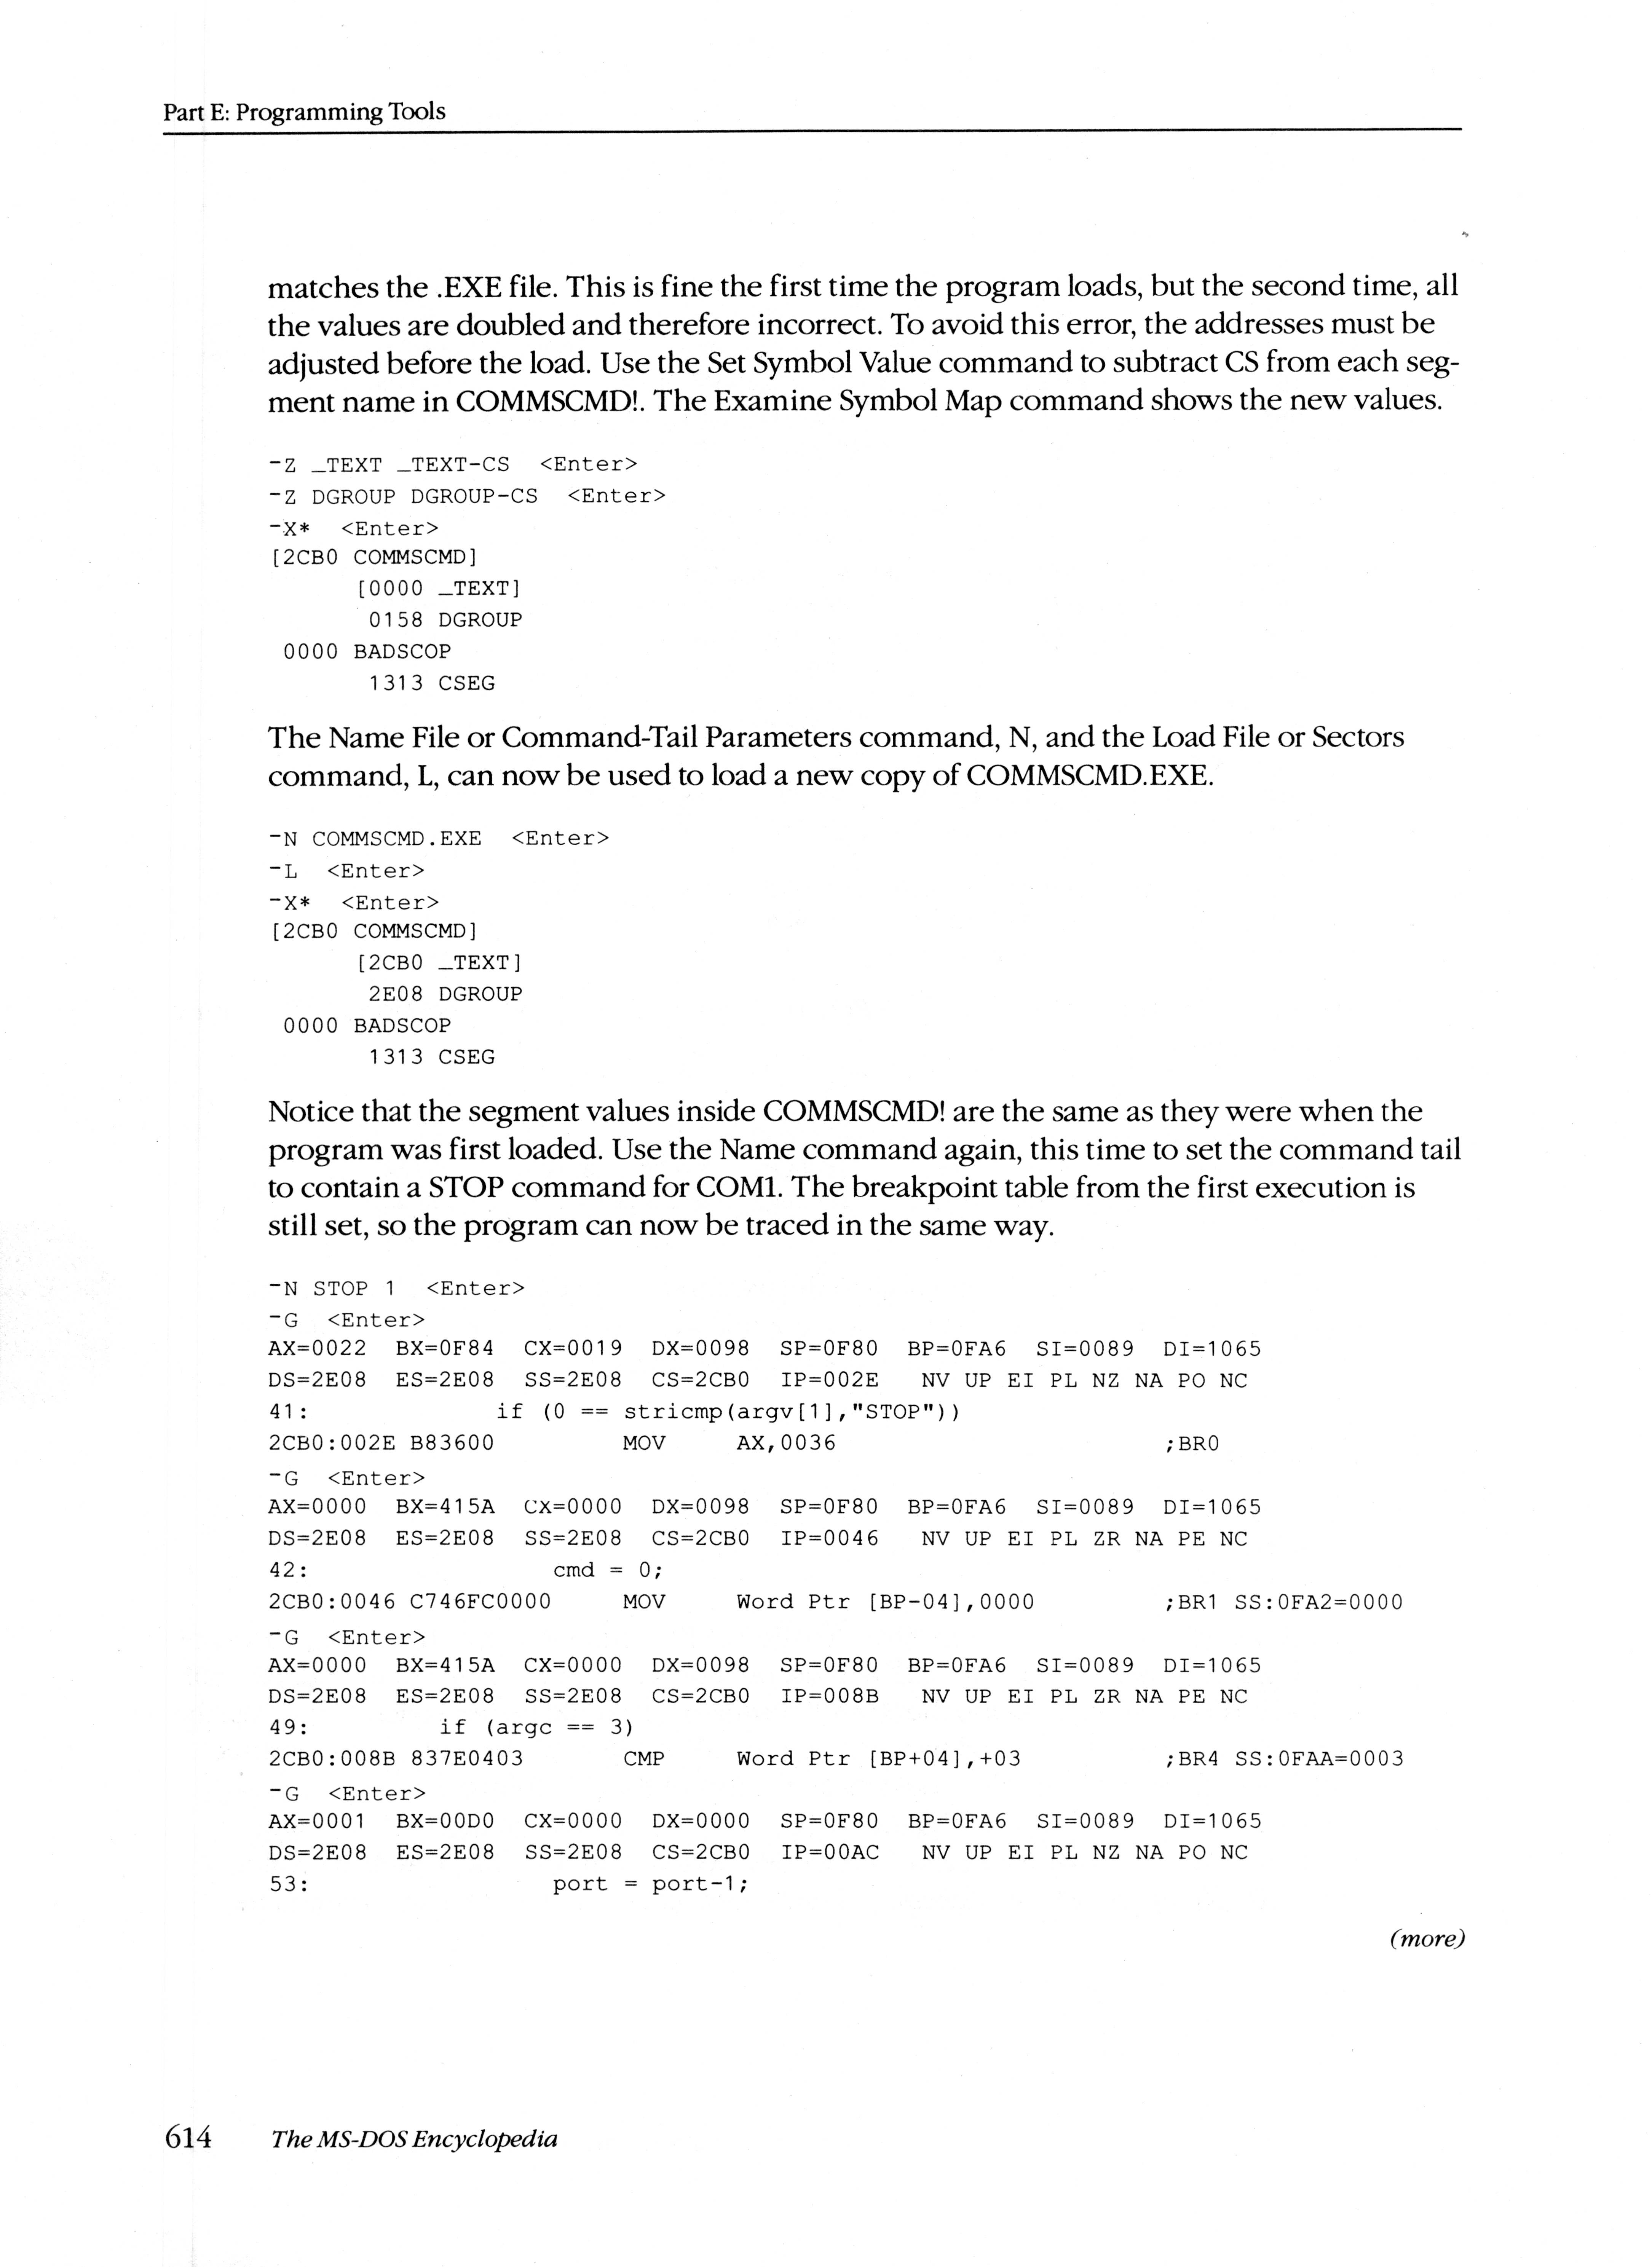 Part E: Programming Tools
matches the .EXE file. This is fine the first time the program loads, but the second time, all
the values are doubled and therefore incorrect. To avoid this error, the addresses must be
adjusted before the load. Use the Set Symbol Value command to subtract CS from each seg-
ment name in COMMSCMD!. The Examine Symbol Map command shows the new values.
-Z _TEXT _TEXT-CS  <Enter>
-Z DGROUP DGROUP-CS  <Enter>
-X*  <Enter>
[2CB0 COMMSCMD]
      [0000 _TEXT]
       0158 DGROUP
 0000 BADSCOP
       1313 CSEG
The Name File or Command-Tail Parameters command, N, and the Load File or Sectors
command, L, can now be used to load a new copy of COMMSCMD.EXE.
-N COMMSCMD.EXE  <Enter>
-L  <Enter>
-X*  <Enter>
[2CB0 COMMSCMD]
      [2CB0 _TEXT]
       2E08 DGROUP
 0000 BADSCOP
       1313 CSEG
Notice that the segment values inside COMMSCMD! are the same as they were when the
program was first loaded. Use the Name command again, this time to set the command tail
to contain a STOP command for COM1. The breakpoint table from the first execution is
still set, so the program can now be traced in the same way.
-N STOP 1  <Enter>
-G  <Enter>
AX=0022  BX=0F84  CX=0019  DX=0098  SP=0F80  BP=0FA6  SI=0089  DI=1065
DS=2E08  ES=2E08  SS=2E08  CS=2CB0  IP=002E   NV UP EI PL NZ NA PO NC
41:             if (0 == stricmp(argv[1],"STOP"))
2CB0:002E B83600         MOV     AX,0036                       ;BR0
-G  <Enter>
AX=0000  BX=415A  CX=0000  DX=0098  SP=0F80  BP=0FA6  SI=0089  DI=1065
DS=2E08  ES=2E08  SS=2E08  CS=2CB0  IP=0046   NV UP EI PL ZR NA PE NC
42:                 cmd = 0;
2CB0:0046 C746FC0000     MOV     Word Ptr [BP-04],0000         ;BR1 SS:0FA2=0000
-G  <Enter>
AX=0000  BX=415A  CX=0000  DX=0098  SP=0F80  BP=0FA6  SI=0089  DI=1065
DS=2E08  ES=2E08  SS=2E08  CS=2CB0  IP=008B   NV UP EI PL ZR NA PE NC
49:         if (argc == 3)
2CB0:008B 837E0403       CMP     Word Ptr [BP+04],+03          ;BR4 SS:0FAA=0003
-G  <Enter>
AX=0001  BX=00D0  CX=0000  DX=0000  SP=0F80  BP=0FA6  SI=0089  DI=1065
DS=2E08  ES=2E08  SS=2E08  CS=2CB0  IP=00AC   NV UP EI PL NZ NA PO NC
53:                 port = port-1;
(more)
614  The MS-DOS Encyclopedia